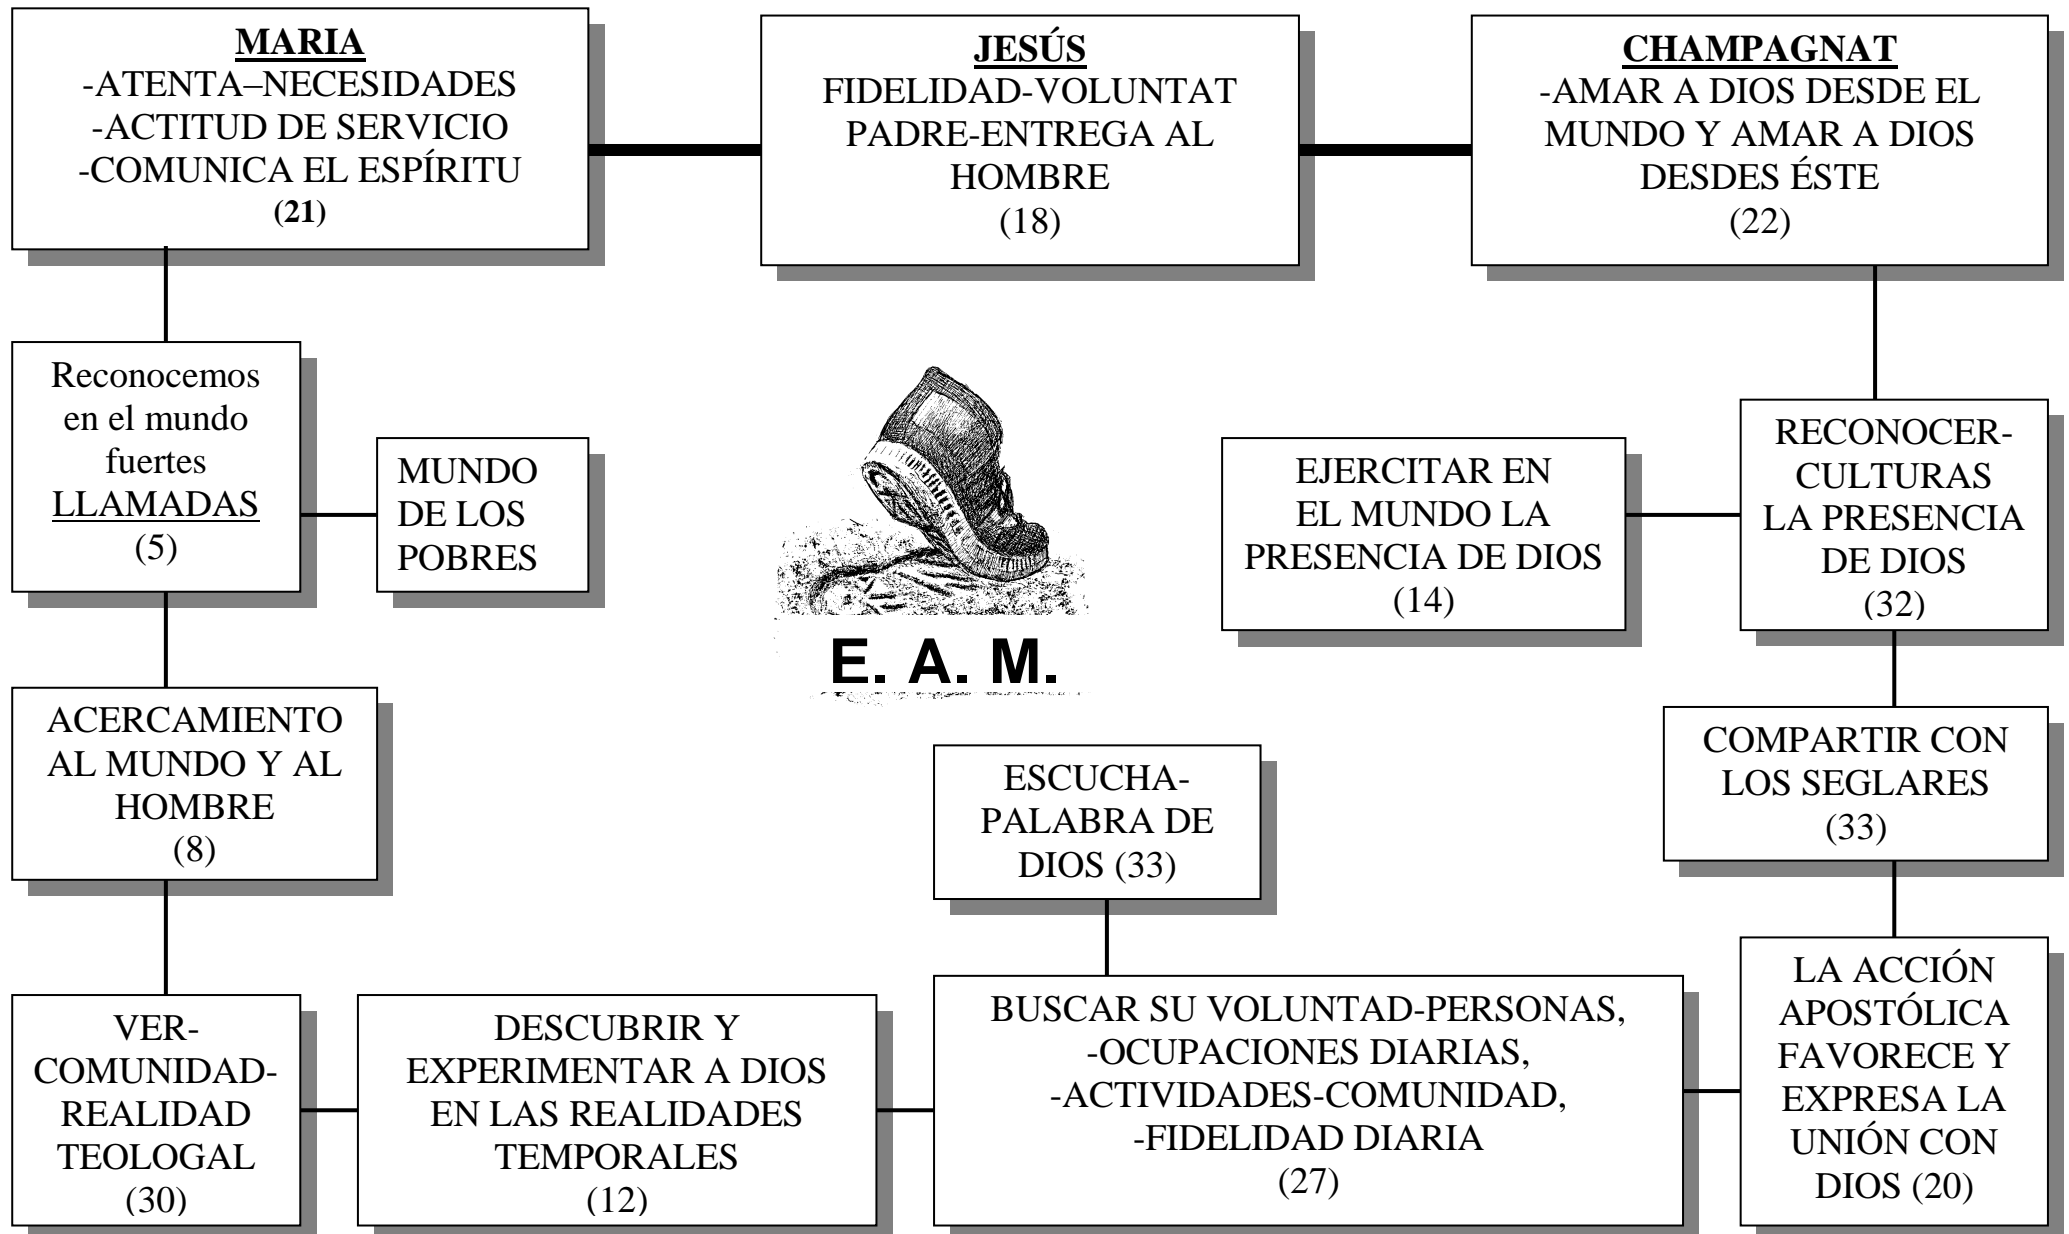 MARIA
-ATENTA–NECESIDADES
-ACTITUD DE SERVICIO
-COMUNICA EL ESPÍRITU
(21)
JESÚS
FIDELIDAD-VOLUNTAT
PADRE-ENTREGA AL
HOMBRE
(18)
CHAMPAGNAT
-AMAR A DIOS DESDE EL
MUNDO Y AMAR A DIOS
DESDES ÉSTE
(22)
Reconocemos
en el mundo
fuertes
LLAMADAS
(5)
MUNDO
DE LOS
POBRES
EJERCITAR EN
EL MUNDO LA
PRESENCIA DE DIOS
(14)
RECONOCER-
CULTURAS
LA PRESENCIA
DE DIOS
(32)
E. A. M.
ACERCAMIENTO
AL MUNDO Y AL
HOMBRE
(8)
ESCUCHA-
PALABRA DE
DIOS (33)
COMPARTIR CON
LOS SEGLARES
(33)
VER-
COMUNIDAD-
REALIDAD
TEOLOGAL
(30)
DESCUBRIR Y
EXPERIMENTAR A DIOS
EN LAS REALIDADES
TEMPORALES
(12)
BUSCAR SU VOLUNTAD-PERSONAS,
-OCUPACIONES DIARIAS,
-ACTIVIDADES-COMUNIDAD,
-FIDELIDAD DIARIA
(27)
LA ACCIÓN
APOSTÓLICA
FAVORECE Y
EXPRESA LA
UNIÓN CON
DIOS (20)